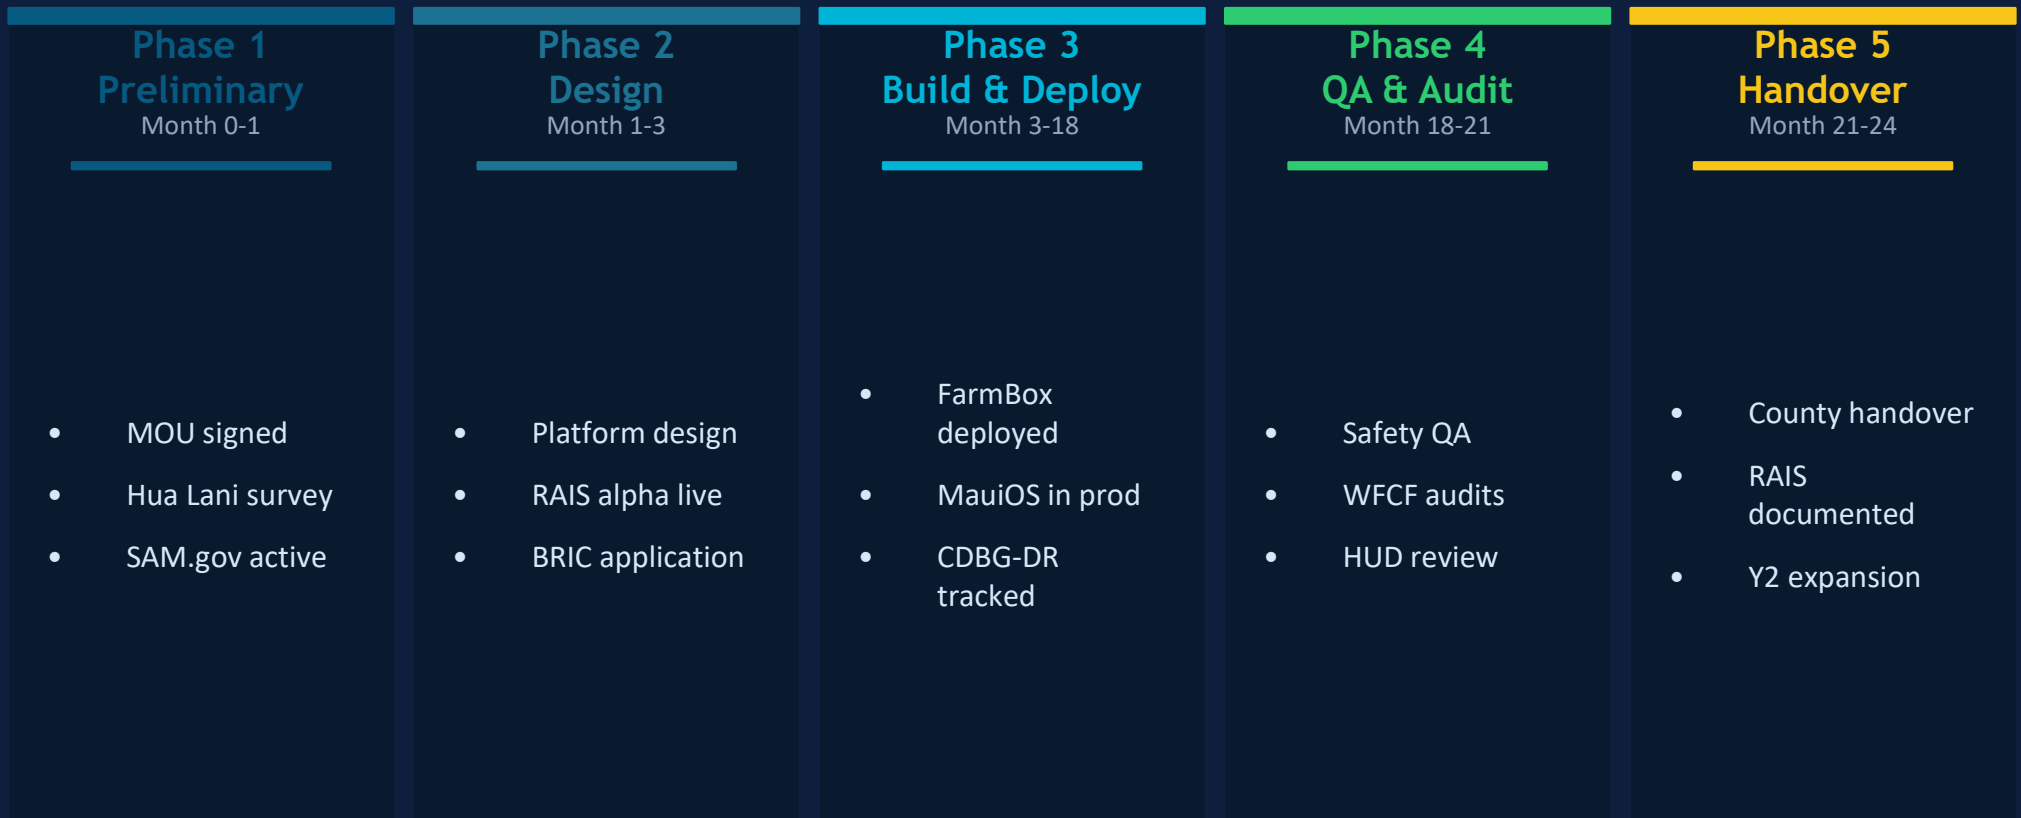 Phase 1
Preliminary
Month 0-1
• MOU signed
• Hua Lani survey
• SAM.gov active
Phase 2
Design
Month 1-3
• Platform design
• RAIS alpha live
• BRIC application
Phase 3
Build & Deploy
Month 3-18
• FarmBox
deployed
• MauiOS in prod
• CDBG-DR
tracked
Phase 4
QA & Audit
Month 18-21
• Safety QA
• WFCF audits
• HUD review
Phase 5
Handover
Month 21-24
• County handover
• RAIS
documented
• Y2 expansion